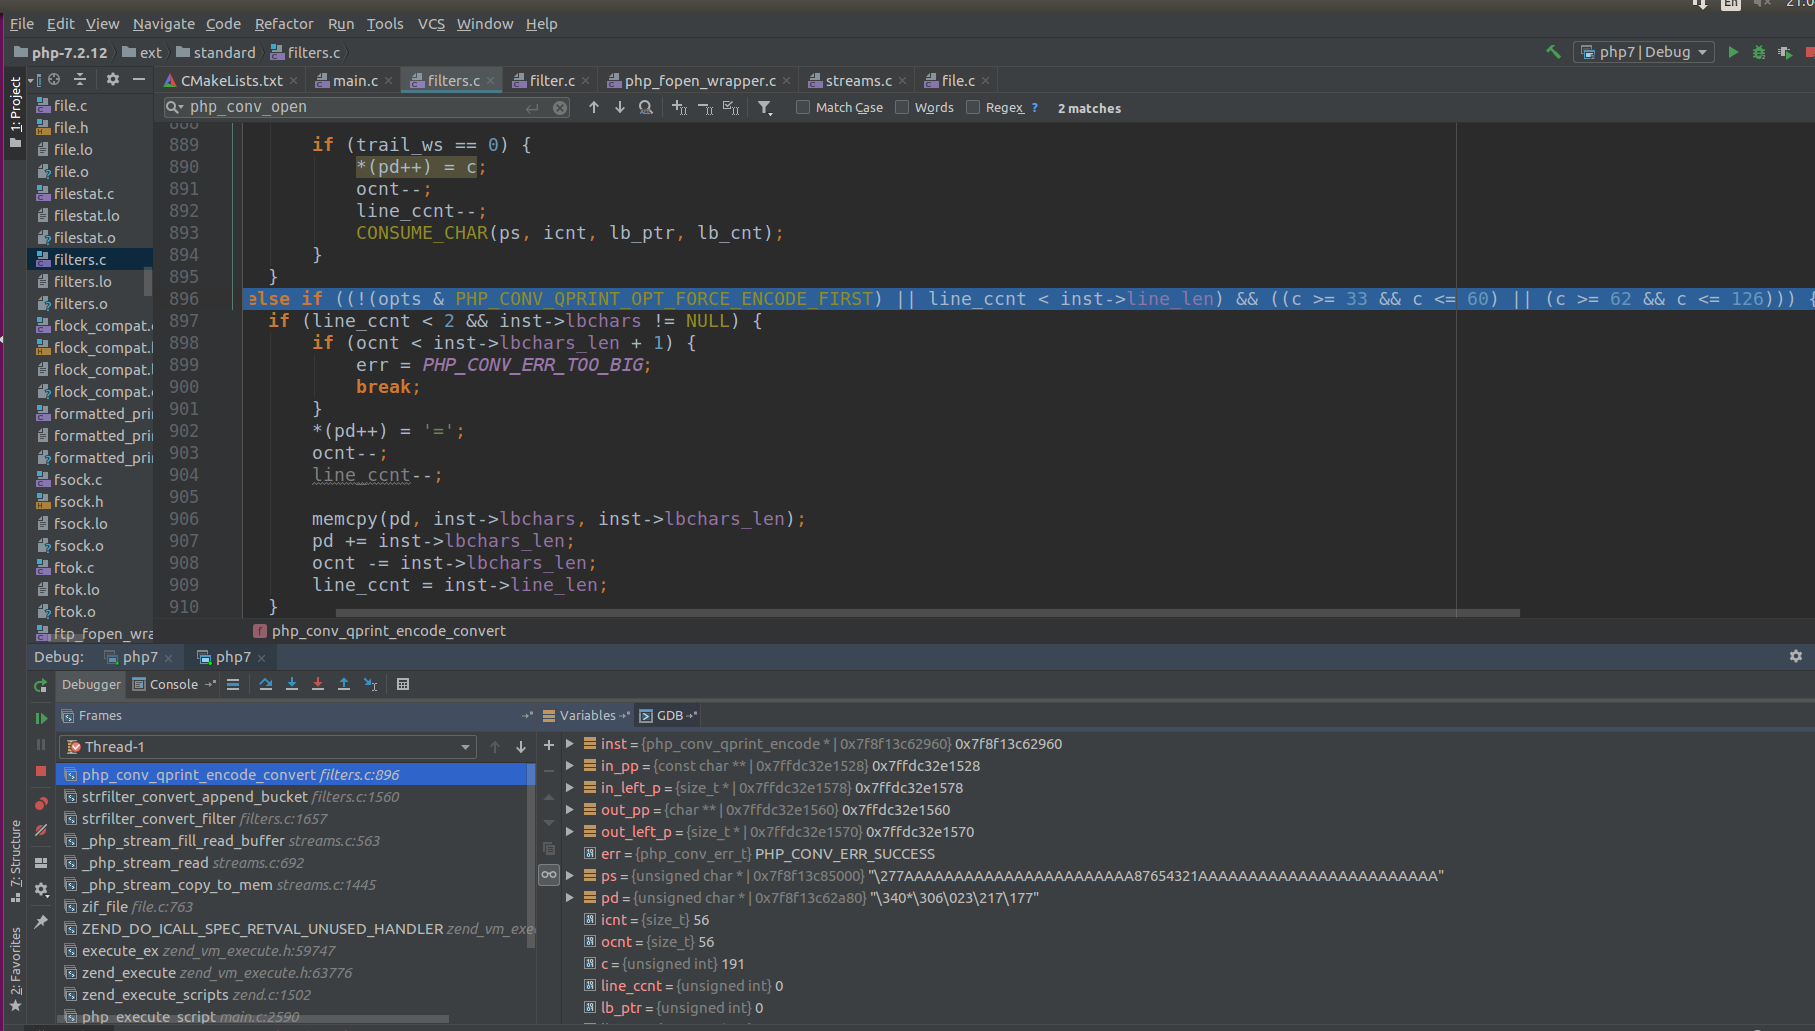 En
File Edit View Navigate Code Refactor Run Tools VCS Window Help
php-7.2.12 ext standard filters.c
php7 | Debug
CMakeLists.txt main.c filters.c filter.c php_fopen_wrapper.c streams.c file.c
php_conv_open
Match Case Words Regex ? 2 matches
1: Project
file.c
file.h
file.lo
file.o
filestat.c
filestat.lo
filestat.o
filters.c
filters.lo
filters.o
flock_compat.
flock_compat.
flock_compat.
flock_compat.
formatted_pri
formatted_pri
formatted_pri
fsock.c
fsock.h
fsock.lo
fsock.o
ftok.c
ftok.lo
ftok.o
ftp_fopen_wra
888
889 if (trail_ws == 0) {
890 *(pd++) = c;
891 ocnt--;
892 line_ccnt--;
893 CONSUME_CHAR(ps, icnt, lb_ptr, lb_cnt);
894 }
895 }
896 else if ((!(opts & PHP_CONV_QPRINT_OPT_FORCE_ENCODE_FIRST) || line_ccnt < inst->line_len) && ((c >= 33 && c <= 60) || (c >= 62 && c <= 126))) {
897 if (line_ccnt < 2 && inst->lbchars != NULL) {
898 if (ocnt < inst->lbchars_len + 1) {
899 err = PHP_CONV_ERR_TOO_BIG;
900 break;
901 }
902 *(pd++) = '=';
903 ocnt--;
904 line_ccnt--;
905
906 memcpy(pd, inst->lbchars, inst->lbchars_len);
907 pd += inst->lbchars_len;
908 ocnt -= inst->lbchars_len;
909 line_ccnt = inst->line_len;
910 }
f php_conv_qprint_encode_convert
Debug: php7 php7
Debugger Console
Frames
Thread-1
php_conv_qprint_encode_convert filters.c:896
strfilter_convert_append_bucket filters.c:1560
strfilter_convert_filter filters.c:1657
_php_stream_fill_read_buffer streams.c:563
_php_stream_read streams.c:692
_php_stream_copy_to_mem streams.c:1445
zif_file file.c:763
ZEND_DO_ICALL_SPEC_RETVAL_UNUSED_HANDLER zend_vm_exe
execute_ex zend_vm_execute.h:59747
zend_execute zend_vm_execute.h:63776
zend_execute_scripts zend.c:1502
php_execute_script main.c:2590
Variables GDB
inst = {php_conv_qprint_encode * | 0x7f8f13c62960} 0x7f8f13c62960
in_pp = {const char ** | 0x7ffdc32e1528} 0x7ffdc32e1528
in_left_p = {size_t * | 0x7ffdc32e1578} 0x7ffdc32e1578
out_pp = {char ** | 0x7ffdc32e1560} 0x7ffdc32e1560
out_left_p = {size_t * | 0x7ffdc32e1570} 0x7ffdc32e1570
err = {php_conv_err_t} PHP_CONV_ERR_SUCCESS
ps = {unsigned char * | 0x7f8f13c85000} "\277AAAAAAAAAAAAAAAAAAAAAAA87654321AAAAAAAAAAAAAAAAAAAAAAAA"
pd = {unsigned char * | 0x7f8f13c62a80} "\340*\306\023\217\177"
icnt = {size_t} 56
ocnt = {size_t} 56
c = {unsigned int} 191
line_ccnt = {unsigned int} 0
lb_ptr = {unsigned int} 0
7: Structure
2: Favorites